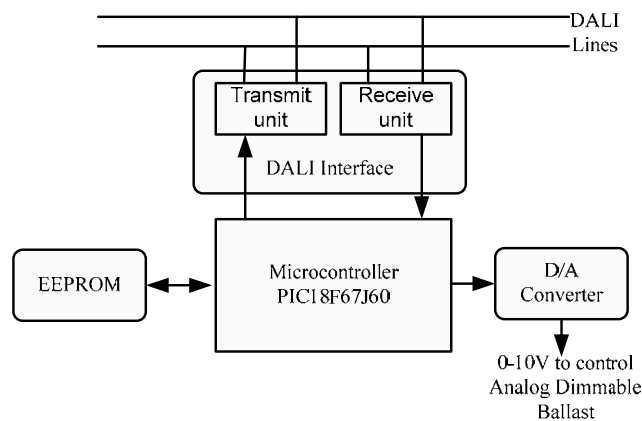 DALI
Lines
Transmit
unit
Receive
unit
DALI Interface
EEPROM
Microcontroller
PIC18F67J60
D/A
Converter
0-10V to control
Analog Dimmable
Ballast